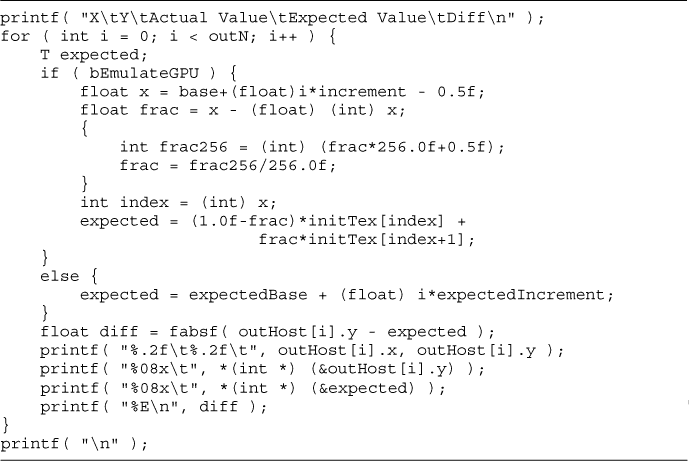 printf( "X\tY\tActual Value\tExpected Value\tDiff\n" );
for ( int i = 0; i < outN; i++ ) {
    T expected;
    if ( bEmulateGPU ) {
        float x = base+(float)i*increment - 0.5f;
        float frac = x - (float) (int) x;
        {
            int frac256 = (int) (frac*256.0f+0.5f);
            frac = frac256/256.0f;
        }
        int index = (int) x;
        expected = (1.0f-frac)*initTex[index] +
                          frac*initTex[index+1];
    }
    else {
        expected = expectedBase + (float) i*expectedIncrement;
    }
    float diff = fabsf( outHost[i].y - expected );
    printf( "%.2f\t%.2f\t", outHost[i].x, outHost[i].y );
    printf( "%08x\t", *(int *) (&outHost[i].y) );
    printf( "%08x\t", *(int *) (&expected) );
    printf( "%E\n", diff );
}
printf( "\n" );